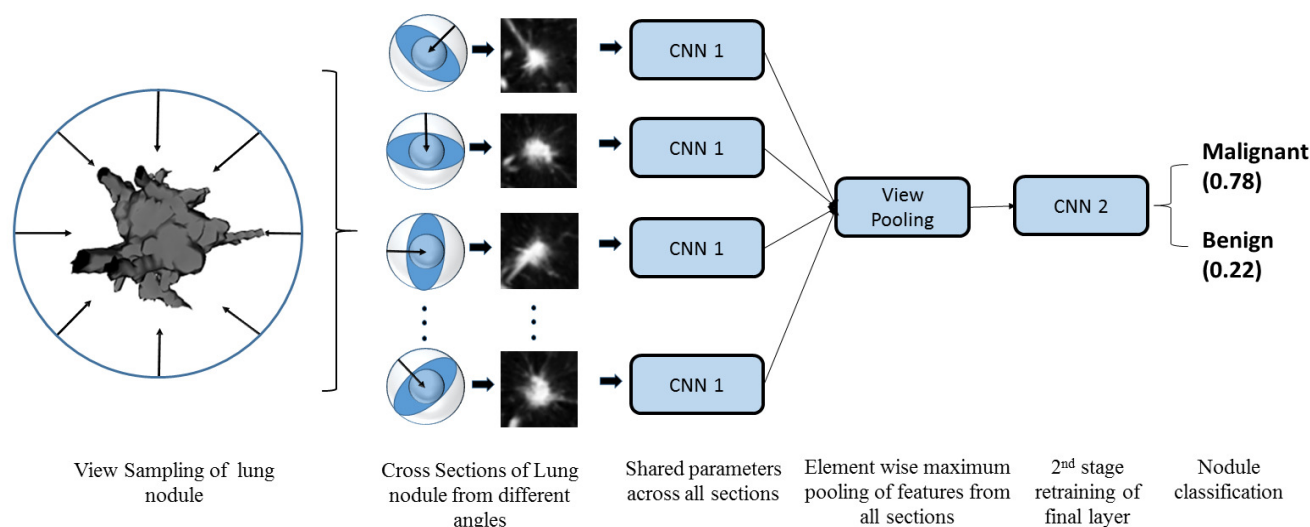 CNN 1
CNN 1
CNN 1
CNN 1
View
Pooling
CNN 2
Malignant
(0.78)
Benign
(0.22)
View Sampling of lung
nodule
Cross Sections of Lung
nodule from different
angles
Shared parameters
across all sections
Element wise maximum
pooling of features from
all sections
2nd stage
retraining of
final layer
Nodule
classification